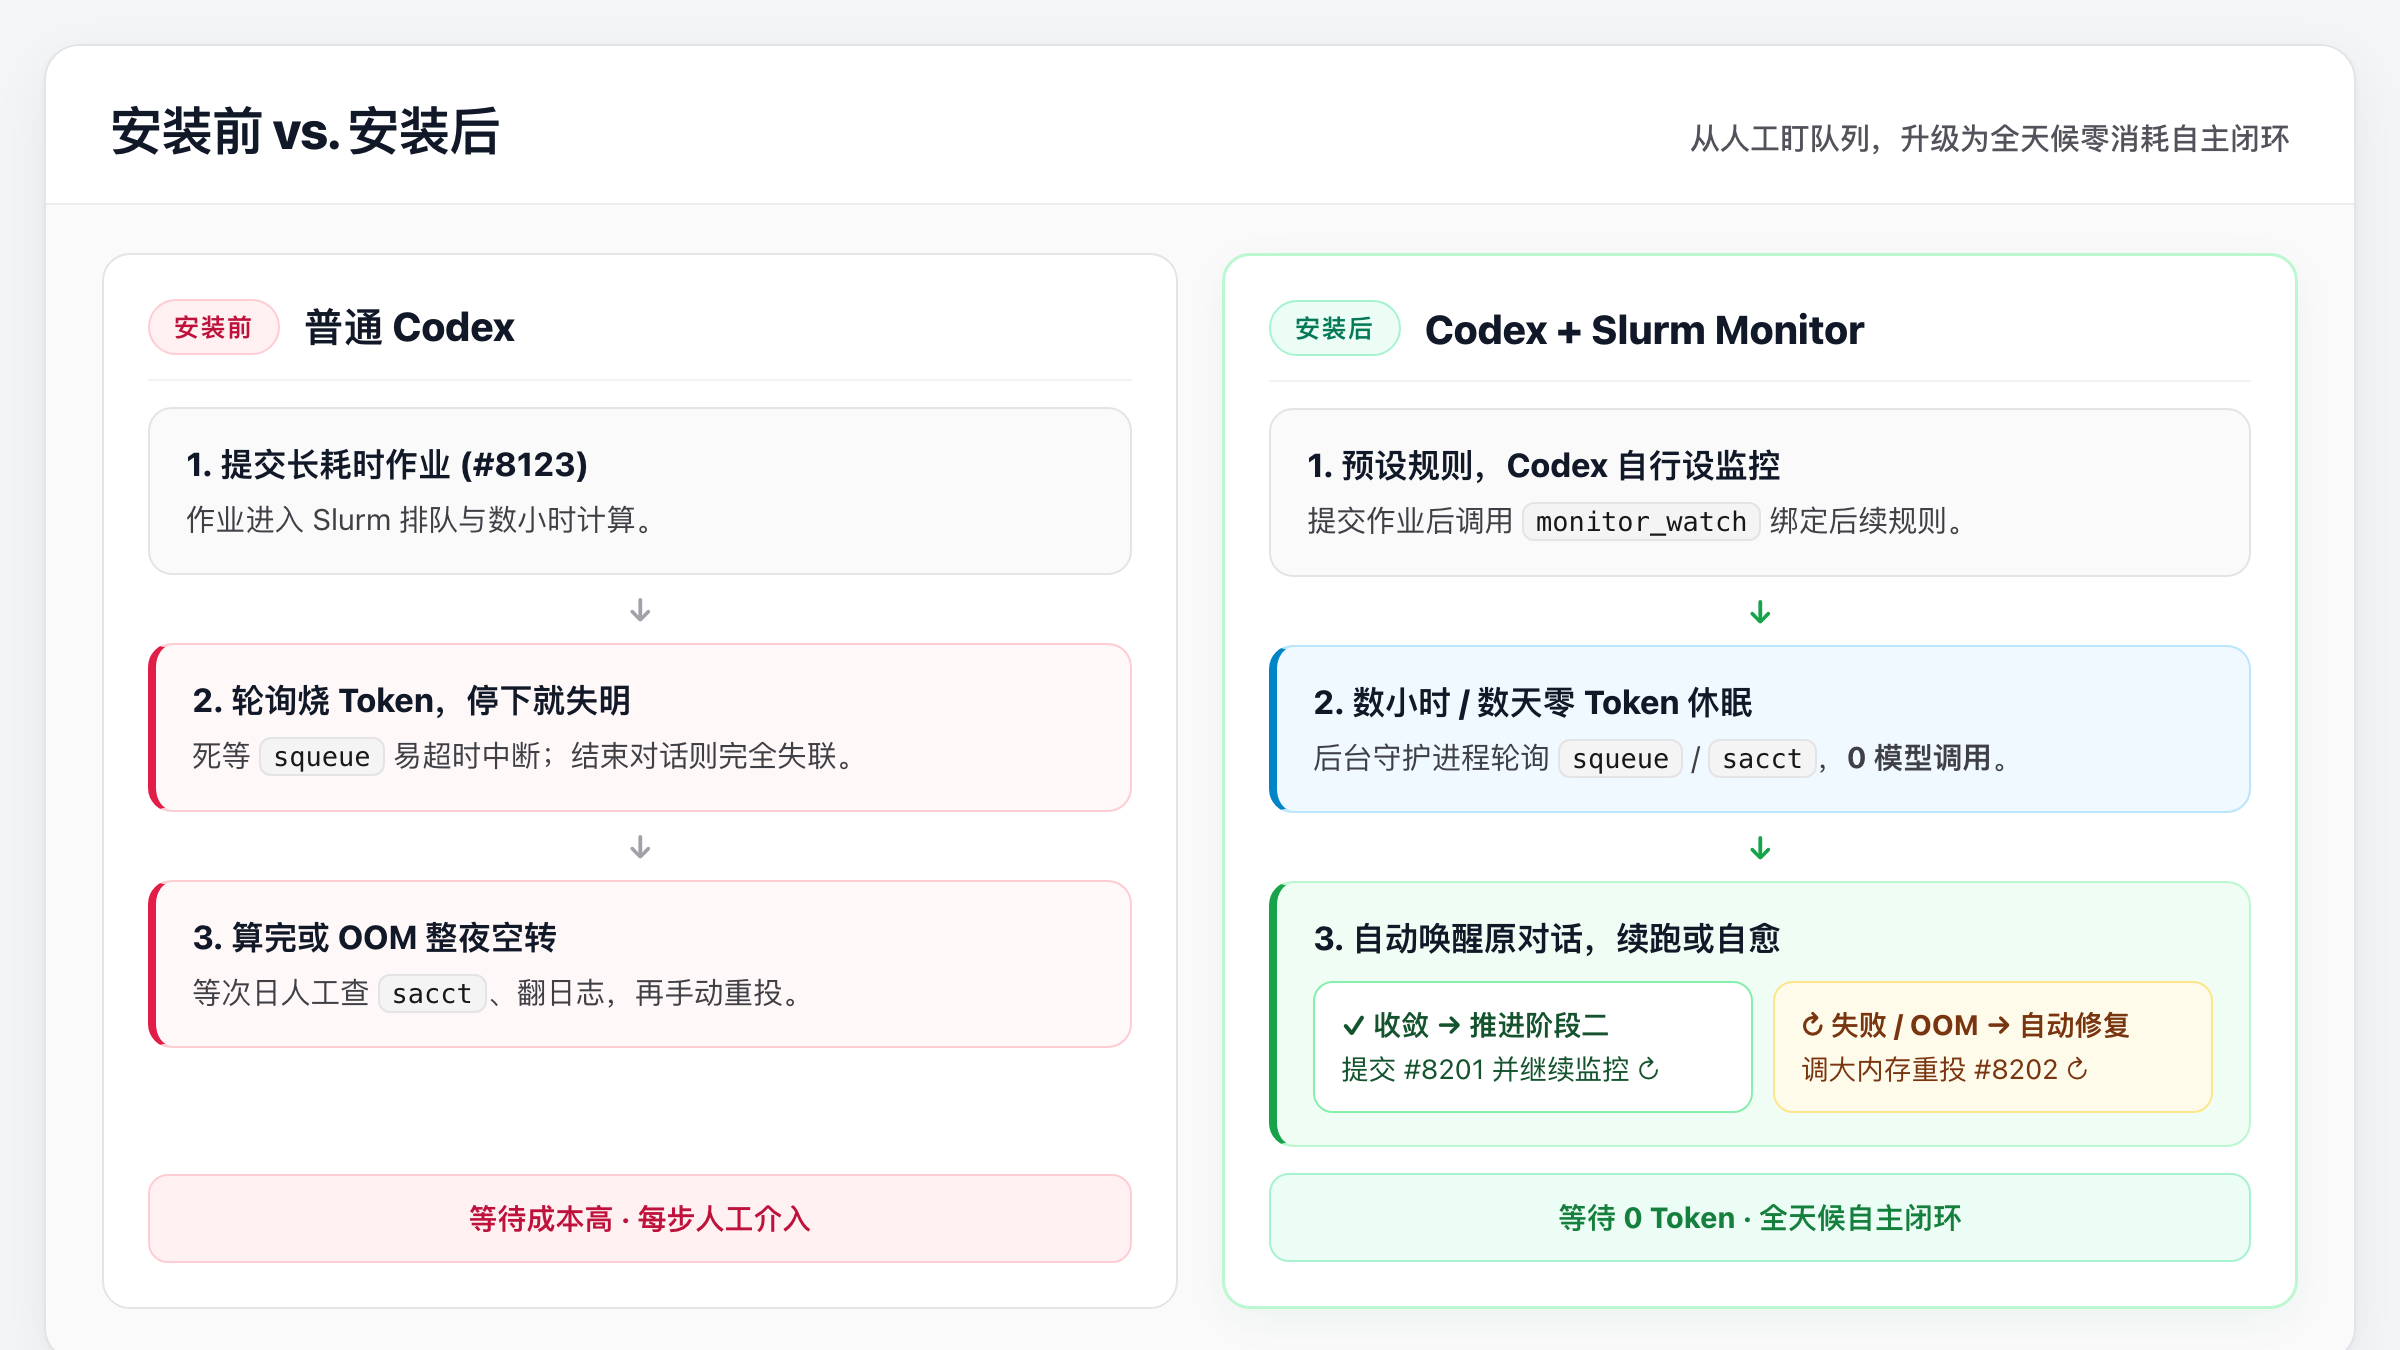 安装前 vs. 安装后
从人工盯队列，升级为全天候零消耗自主闭环
安装前 普通 Codex
1. 提交长耗时作业 (#8123)
作业进入 Slurm 排队与数小时计算。
↓
2. 轮询烧 Token，停下就失明
死等 squeue 易超时中断；结束对话则完全失联。
↓
3. 算完或 OOM 整夜空转
等次日人工查 sacct、翻日志，再手动重投。
等待成本高 · 每步人工介入
安装后 Codex + Slurm Monitor
1. 预设规则，Codex 自行设监控
提交作业后调用 monitor_watch 绑定后续规则。
↓
2. 数小时 / 数天零 Token 休眠
后台守护进程轮询 squeue / sacct，0 模型调用。
↓
3. 自动唤醒原对话，续跑或自愈
✓ 收敛 → 推进阶段二
提交 #8201 并继续监控 ↻
↻ 失败 / OOM → 自动修复
调大内存重投 #8202 ↻
等待 0 Token · 全天候自主闭环